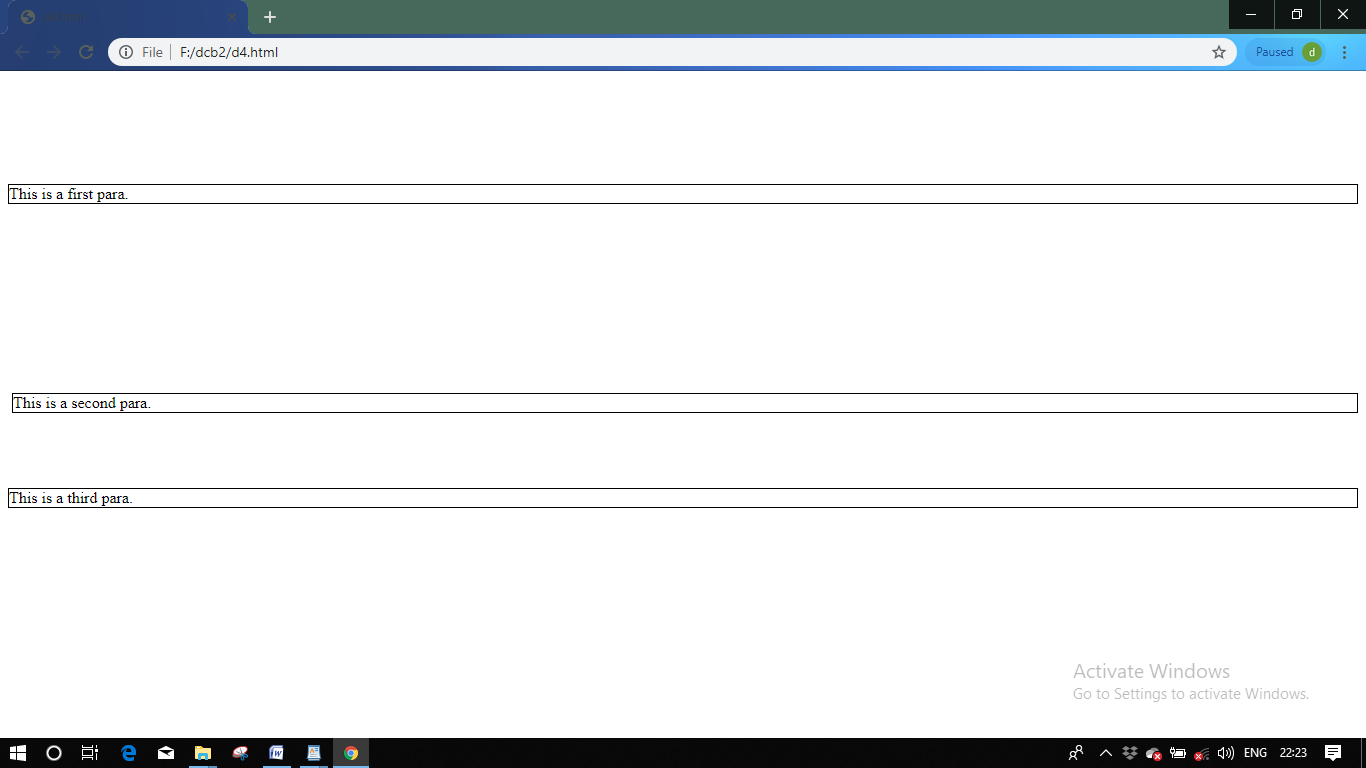 File
F:/dcb2/d4.html
Paused
d
This is a first para.
This is a second para.
This is a third para.
Activate Windows
Go to Settings to activate Windows.
ENG
22:23